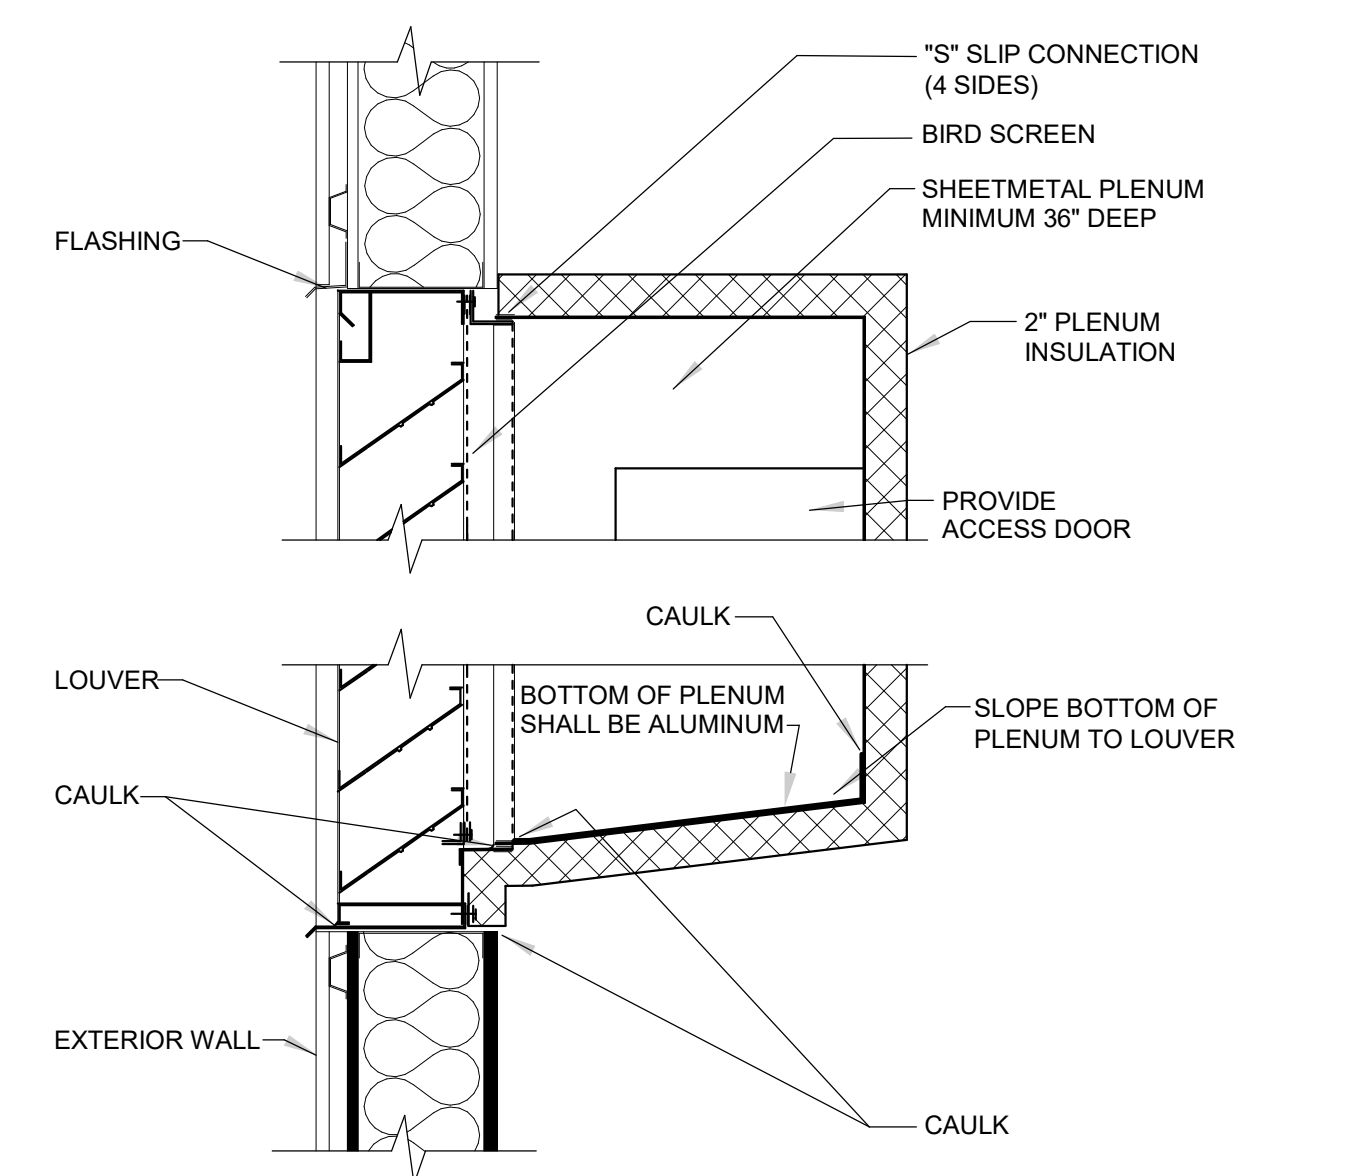 "S" SLIP CONNECTION
(4 SIDES)
BIRD SCREEN
SHEETMETAL PLENUM
MINIMUM 36" DEEP
FLASHING
2" PLENUM
INSULATION
PROVIDE
ACCESS DOOR
CAULK
LOUVER
BOTTOM OF PLENUM
SHALL BE ALUMINUM
SLOPE BOTTOM OF
PLENUM TO LOUVER
CAULK
EXTERIOR WALL
CAULK